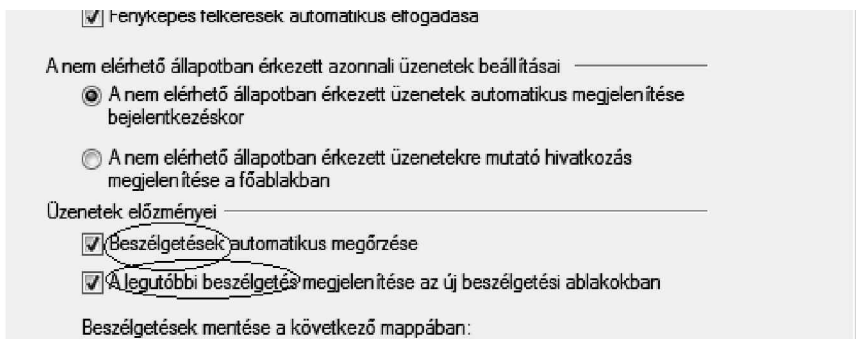 Fényképes felkérések automatikus elfogadása
A nem elérhető állapotban érkezett azonnali üzenetek beállításai
A nem elérhető állapotban érkezett üzenetek automatikus megjelenítése
bejelentkezéskor
A nem elérhető állapotban érkezett üzenetekre mutató hivatkozás
megjelenítése a főablakban
Üzenetek előzményei
Beszélgetések automatikus megőrzése
A legutóbbi beszélgetés megjelenítése az új beszélgetési ablakokban
Beszélgetések mentése a következő mappában: